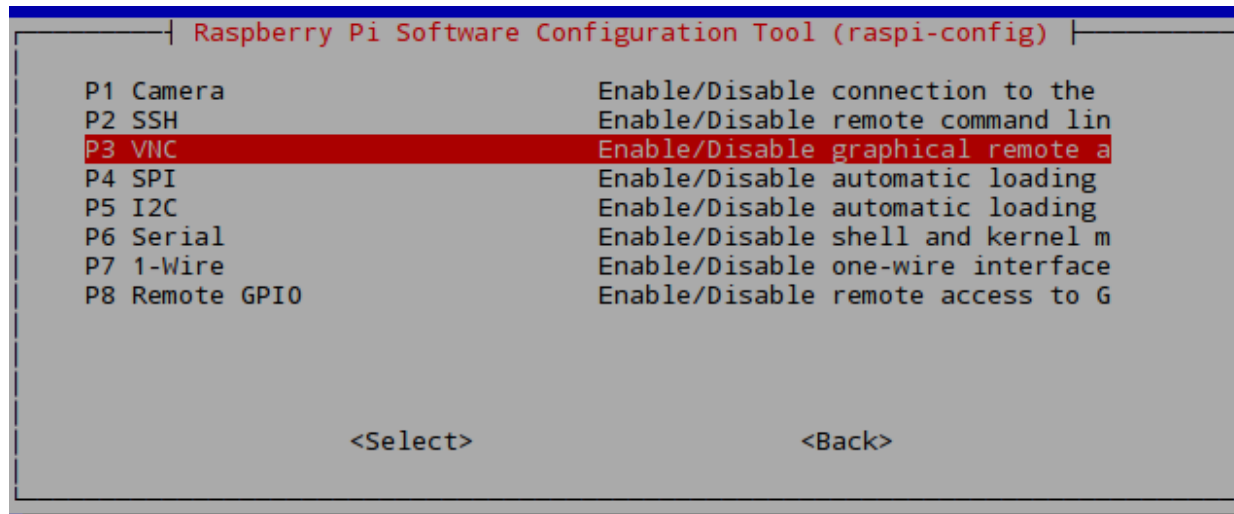 Raspberry Pi Software Configuration Tool (raspi-config)
P1 Camera Enable/Disable connection to the
P2 SSH Enable/Disable remote command lin
P3 VNC Enable/Disable graphical remote a
P4 SPI Enable/Disable automatic loading
P5 I2C Enable/Disable automatic loading
P6 Serial Enable/Disable shell and kernel m
P7 1-Wire Enable/Disable one-wire interface
P8 Remote GPIO Enable/Disable remote access to G
<Select> <Back>